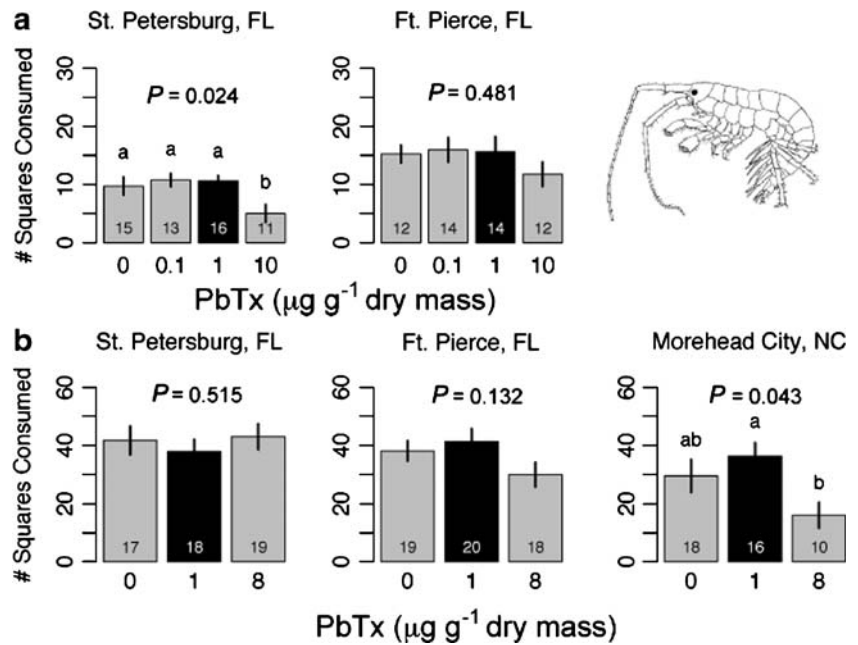 a
St. Petersburg, FL
Ft. Pierce, FL
# Squares Consumed
30
20
10
0
P = 0.024
a
a
a
b
15
13
16
11
0
0.1
1
10
P = 0.481
30
20
10
0
12
14
14
12
0
0.1
1
10
PbTx (µg g⁻¹ dry mass)
b
St. Petersburg, FL
Ft. Pierce, FL
Morehead City, NC
# Squares Consumed
60
40
20
0
P = 0.515
17
18
19
0
1
8
60
40
20
0
P = 0.132
19
20
18
0
1
8
60
40
20
0
P = 0.043
ab
a
b
18
16
10
0
1
8
PbTx (µg g⁻¹ dry mass)